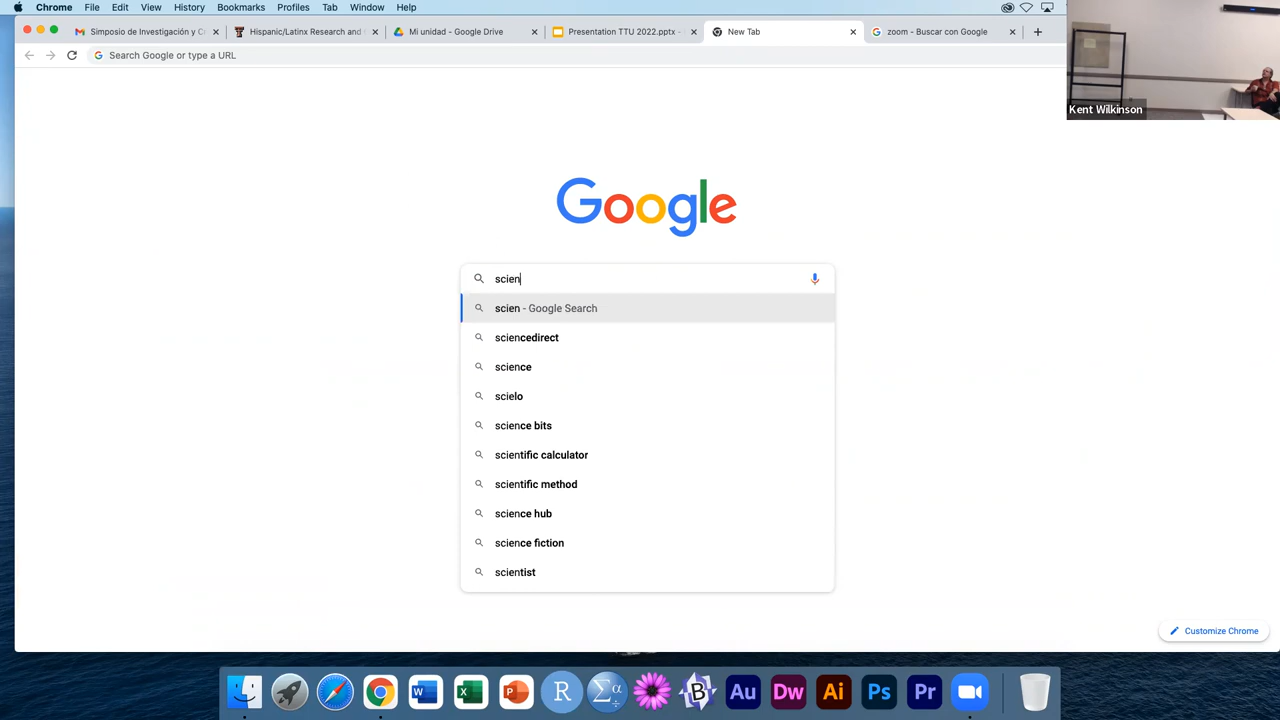 Chrome File Edit View History Bookmarks Profiles Tab Window Help
Simposio de Investigación y C
Hispanic/Latinx Research and
Mi unidad - Google Drive
Presentation TTU 2022.pptx -
New Tab
zoom - Buscar con Google
Search Google or type a URL
Kent Wilkinson
Google
scien
scien - Google Search
sciencedirect
science
scielo
science bits
scientific calculator
scientific method
science hub
science fiction
scientist
Customize Chrome
W
X
P
R
Σα
B
Au
Dw
Ai
Ps
Pr